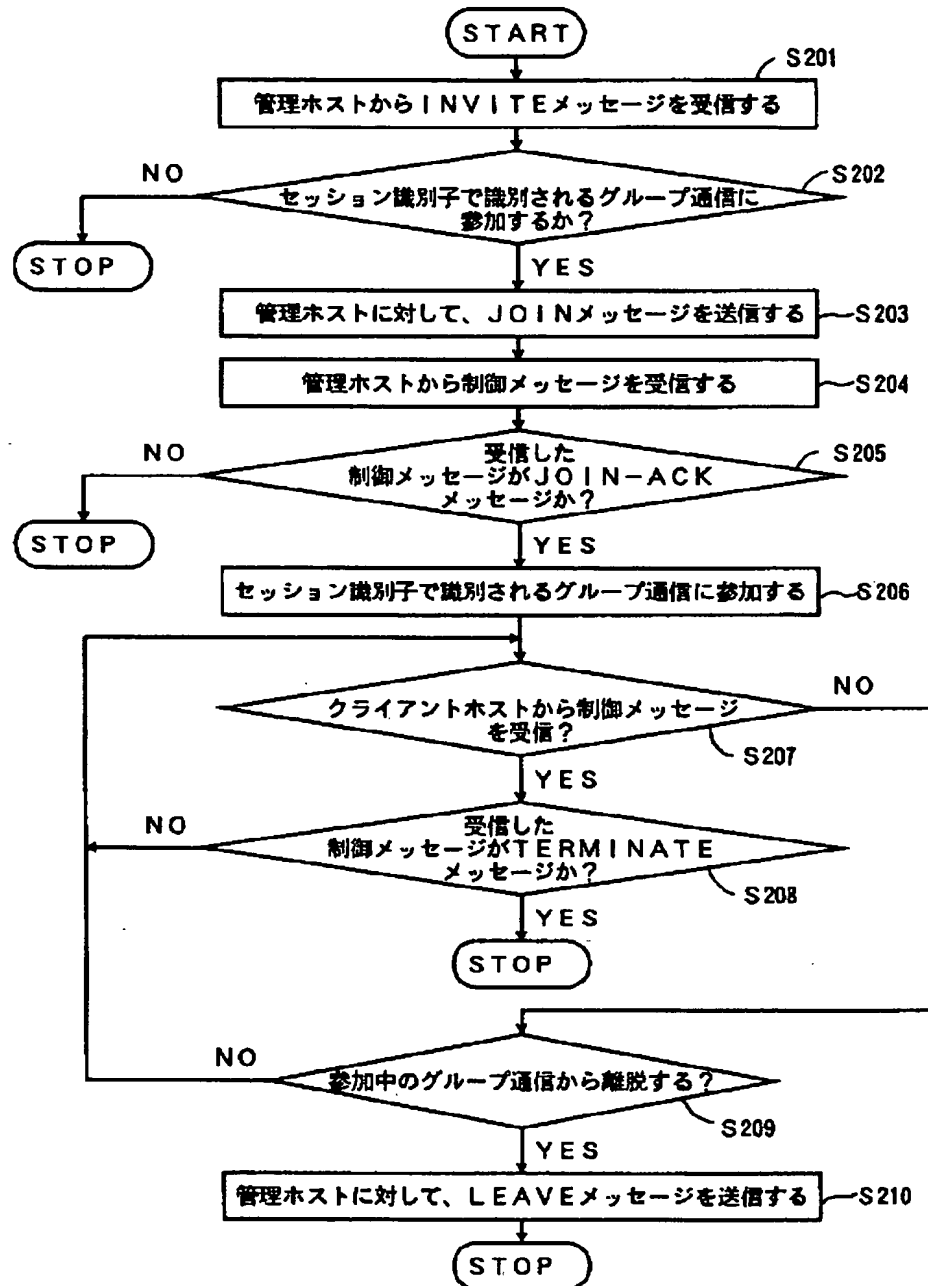 START
S201
管理ホストからINVITEメッセージを受信する
NO
S202
セッション識別子で識別されるグループ通信に
参加するか？
STOP
YES
管理ホストに対して、JOINメッセージを送信する
S203
管理ホストから制御メッセージを受信する
S204
NO
受信した
S205
制御メッセージがJOIN－ACK
メッセージか？
STOP
YES
セッション識別子で識別されるグループ通信に参加する
S206
NO
クライアントホストから制御メッセージ
を受信？
S207
YES
NO
受信した
制御メッセージがTERMINATE
メッセージか？
S208
YES
STOP
NO
参加中のグループ通信から離脱する？
S209
YES
管理ホストに対して、LEAVEメッセージを送信する
S210
STOP